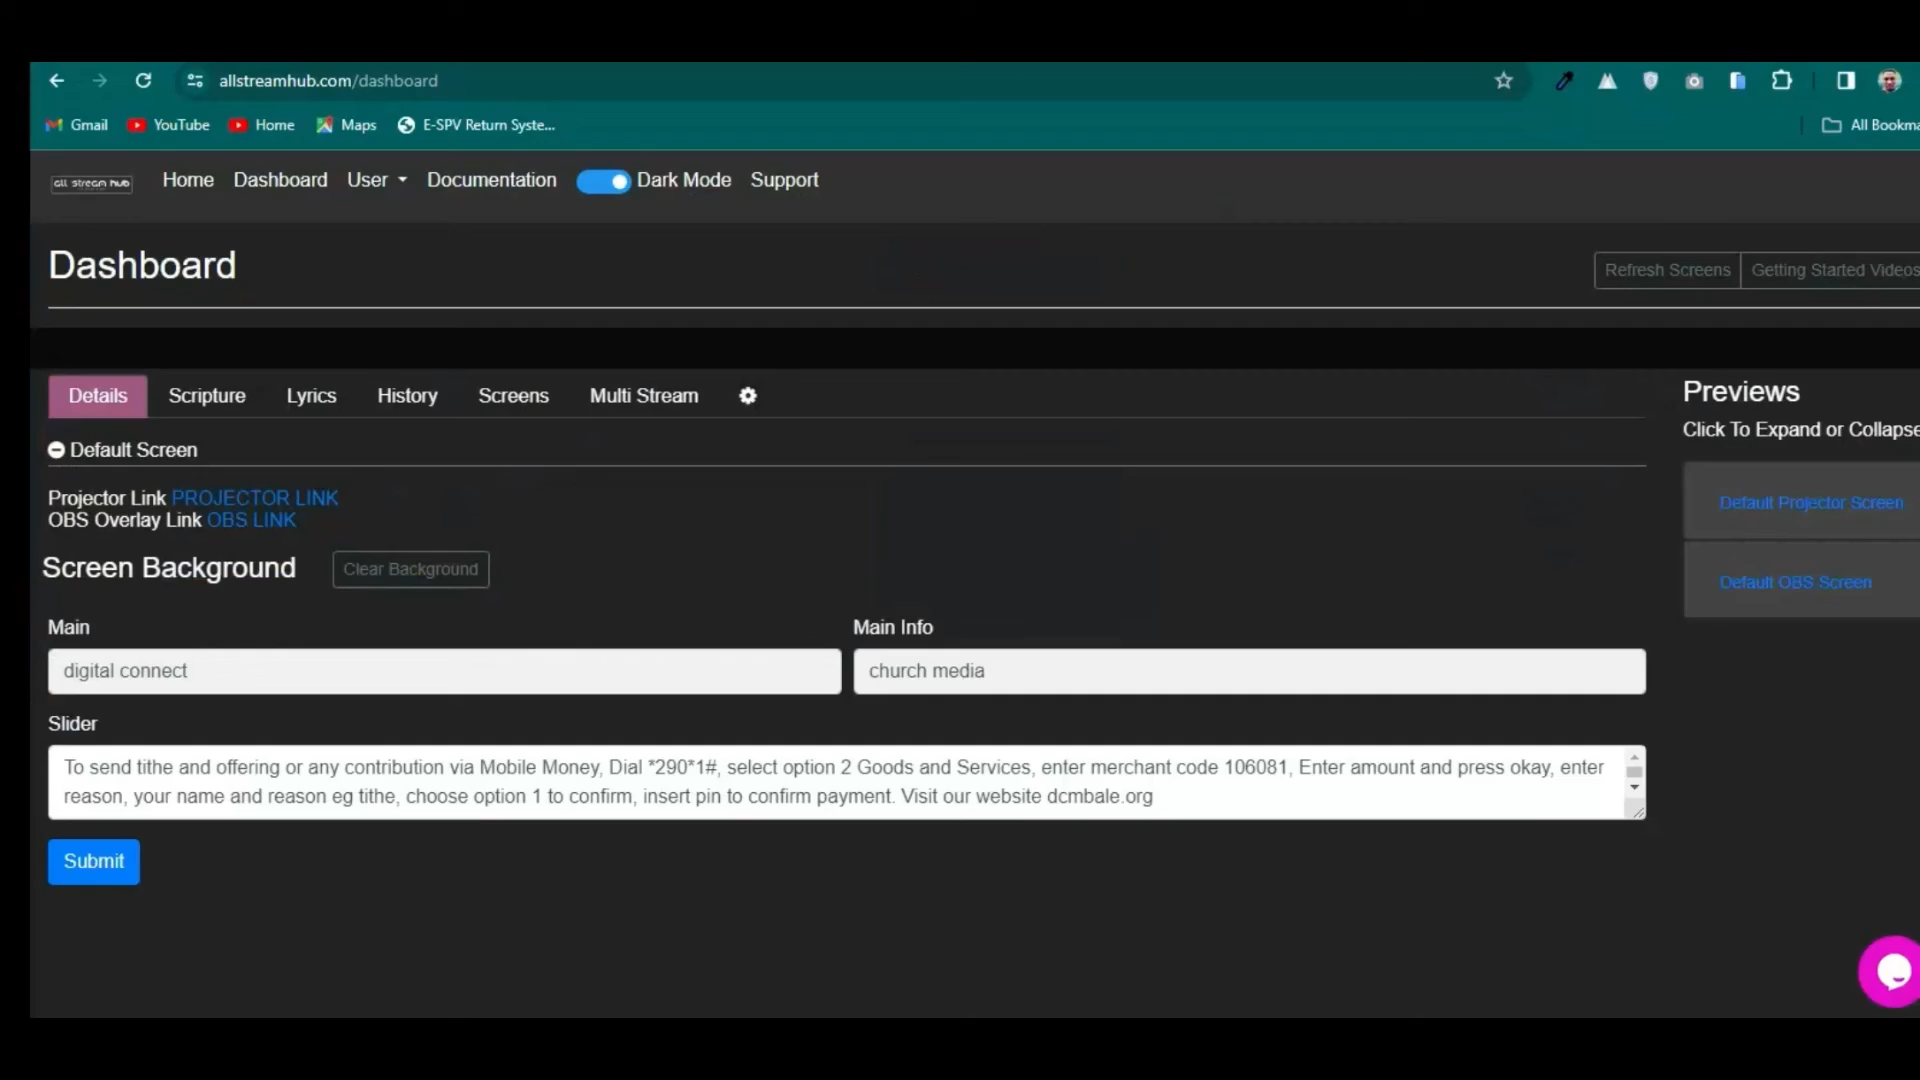 allstreamhub.com/dashboard
Gmail YouTube Home Maps E-SPV Return Syste... All Bookma
all stream hub Home Dashboard User Documentation Dark Mode Support
Dashboard
Refresh Screens Getting Started Videos
Details Scripture Lyrics History Screens Multi Stream
Previews
Click To Expand or Collapse
Default Screen
Projector Link PROJECTOR LINK
OBS Overlay Link OBS LINK
Default Projector Screen
Screen Background Clear Background
Default OBS Screen
Main Main Info
digital connect church media
Slider
To send tithe and offering or any contribution via Mobile Money, Dial *290*1#, select option 2 Goods and Services, enter merchant code 106081, Enter amount and press okay, enter
reason, your name and reason eg tithe, choose option 1 to confirm, insert pin to confirm payment. Visit our website dcmbale.org
Submit